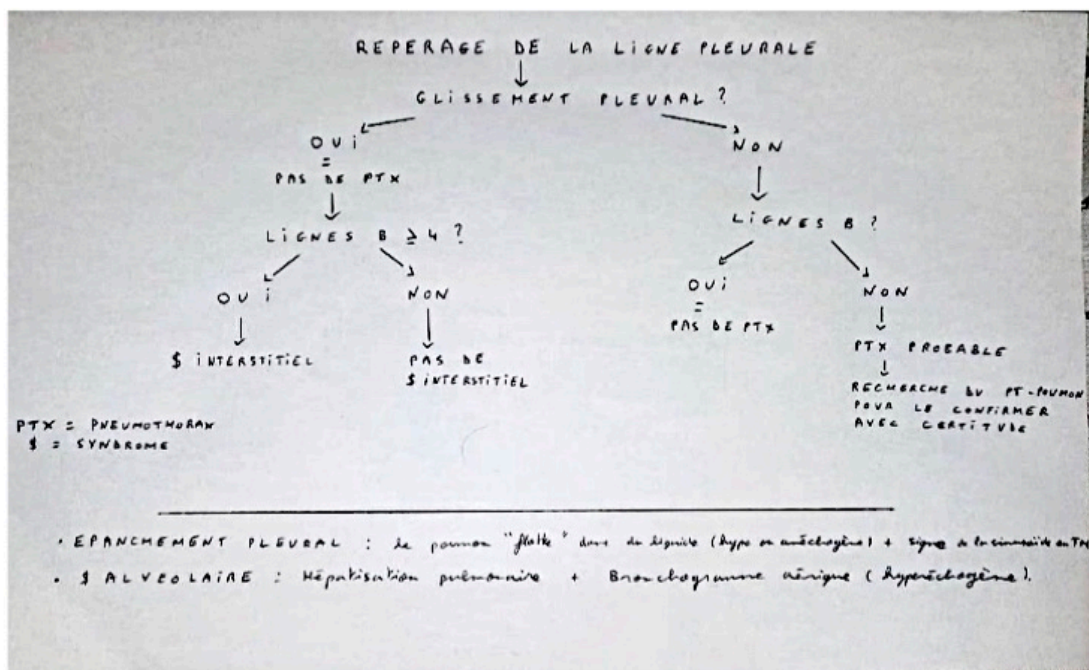 REPERAGE DE LA LIGNE PLEURALE
GLISSEMENT PLEURAL ?
OUI
=
PAS DE PTX
NON
LIGNES B ≥ 4 ?
LIGNES B ?
OUI
NON
OUI
=
PAS DE PTX
NON
$ INTERSTITIEL
PAS DE
$ INTERSTITIEL
PTX PROBABLE
RECHERCHE DU PT-POUMON
POUR LE CONFIRMER
AVEC CERTITUDE
PTX = PNEUMOTHORAX
$ = SYNDROME
• EPANCHEMENT PLEURAL : le poumon "flotte" dans du liquide (hypo ou anéchogène) + signe de la sinusoïde en
• $ ALVEOLAIRE : Hépatisation pulmonaire + Bronchogramme aérique (hyperéchogène).